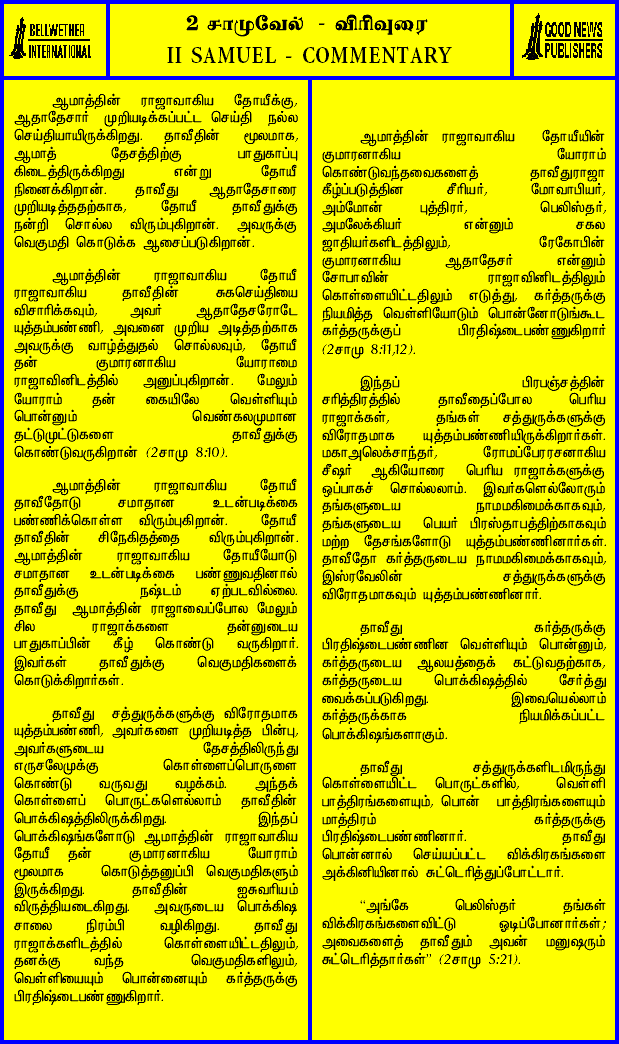 BELLWETHER
INTERNATIONAL
2 சாமுவேல் - விரிவுரை
II SAMUEL - COMMENTARY
GOOD NEWS
PUBLISHERS
ஆமாத்தின் ராஜாவாகிய தோயீக்கு,
ஆதாதேசார் முறியடிக்கப்பட்ட செய்தி நல்ல
செய்தியாயிருக்கிறது. தாவீதின் மூலமாக,
ஆமாத் தேசத்திற்கு பாதுகாப்பு
கிடைத்திருக்கிறது என்று தோயீ
நினைக்கிறான். தாவீது ஆதாதேசாரை
முறியடித்ததற்காக, தோயீ தாவீதுக்கு
நன்றி சொல்ல விரும்புகிறான். அவருக்கு
வெகுமதி கொடுக்க ஆசைப்படுகிறான்.
ஆமாத்தின் ராஜாவாகிய தோயீ
ராஜாவாகிய தாவீதின் சுகசெய்தியை
விசாரிக்கவும், அவர் ஆதாதேசரோடே
யுத்தம்பண்ணி, அவனை முறிய அடித்தற்காக
அவருக்கு வாழ்த்துதல் சொல்லவும், தோயீ
தன் குமாரனாகிய யோராமை
ராஜாவினிடத்தில் அனுப்புகிறான். மேலும்
யோராம் தன் கையிலே வெள்ளியும்
பொன்னும் வெண்கலமுமான
தட்டுமுட்டுகளை தாவீதுக்கு
கொண்டுவருகிறான் (2சாமு 8:10).
ஆமாத்தின் ராஜாவாகிய தோயீ
தாவீதோடு சமாதான உடன்படிக்கை
பண்ணிக்கொள்ள விரும்புகிறான். தோயீ
தாவீதின் சிநேகிதத்தை விரும்புகிறான்.
ஆமாத்தின் ராஜாவாகிய தோயீயோடு
சமாதான உடன்படிக்கை பண்ணுவதினால்
தாவீதுக்கு நஷ்டம் ஏற்படவில்லை.
தாவீது ஆமாத்தின் ராஜாவைப்போல மேலும்
சில ராஜாக்களை தன்னுடைய
பாதுகாப்பின் கீழ் கொண்டு வருகிறார்.
இவர்கள் தாவீதுக்கு வெகுமதிகளைக்
கொடுக்கிறார்கள்.
தாவீது சத்துருக்களுக்கு விரோதமாக
யுத்தம்பண்ணி, அவர்களை முறியடித்த பின்பு,
அவர்களுடைய தேசத்திலிருந்து
எருசலேமுக்கு கொள்ளைப்பொருளை
கொண்டு வருவது வழக்கம். அந்தக்
கொள்ளைப் பொருட்களெல்லாம் தாவீதின்
பொக்கிஷத்திலிருக்கிறது. இந்தப்
பொக்கிஷங்களோடு ஆமாத்தின் ராஜாவாகிய
தோயீ தன் குமாரனாகிய யோராம்
மூலமாக கொடுத்தனுப்பி வெகுமதிகளும்
இருக்கிறது. தாவீதின் ஐசுவரியம்
விருத்தியடைகிறது. அவருடைய பொக்கிஷ
சாலை நிரம்பி வழிகிறது. தாவீது
ராஜாக்களிடத்தில் கொள்ளையிட்டதிலும்,
தனக்கு வந்த வெகுமதிகளிலும்,
வெள்ளியையும் பொன்னையும் கர்த்தருக்கு
பிரதிஷ்டைபண்ணுகிறார்.
ஆமாத்தின் ராஜாவாகிய தோயீயின்
குமாரனாகிய யோராம்
கொண்டுவந்தவைகளைத் தாவீதுராஜா
கீழ்ப்படுத்தின சீரியர், மோவாபியர்,
அம்மோன் புத்திரர், பெலிஸ்தர்,
அமலேக்கியர் என்னும் சகல
ஜாதியர்களிடத்திலும், ரேகோபின்
குமாரனாகிய ஆதாதேசர் என்னும்
சோபாவின் ராஜாவினிடத்திலும்
கொள்ளையிட்டதிலும் எடுத்து, கர்த்தருக்கு
நியமித்த வெள்ளியோடும் பொன்னோடுங்கூட
கர்த்தருக்குப் பிரதிஷ்டைபண்ணுகிறார்
(2சாமு 8:11,12).
இந்தப் பிரபஞ்சத்தின்
சரித்திரத்தில் தாவீதைப்போல பெரிய
ராஜாக்கள், தங்கள் சத்துருக்களுக்கு
விரோதமாக யுத்தம்பண்ணியிருக்கிறார்கள்.
மகாஅலெக்சாந்தர், ரோமப்பேரரசனாகிய
சீஷர் ஆகியோரை பெரிய ராஜாக்களுக்கு
ஒப்பாகச் சொல்லலாம். இவர்களெல்லோரும்
தங்களுடைய நாமமகிமைக்காகவும்,
தங்களுடைய பெயர் பிரஸ்தாபத்திற்காகவும்
மற்ற தேசங்களோடு யுத்தம்பண்ணினார்கள்.
தாவீதோ கர்த்தருடைய நாமமகிமைக்காகவும்,
இஸ்ரவேலின் சத்துருக்களுக்கு
விரோதமாகவும் யுத்தம்பண்ணினார்.
தாவீது கர்த்தருக்கு
பிரதிஷ்டைபண்ணின வெள்ளியும் பொன்னும்,
கர்த்தருடைய ஆலயத்தைக் கட்டுவதற்காக,
கர்த்தருடைய பொக்கிஷத்தில் சேர்த்து
வைக்கப்படுகிறது. இவையெல்லாம்
கர்த்தருக்காக நியமிக்கப்பட்ட
பொக்கிஷங்களாகும்.
தாவீது சத்துருக்களிடமிருந்து
கொள்ளையிட்ட பொருட்களில், வெள்ளி
பாத்திரங்களையும், பொன் பாத்திரங்களையும்
மாத்திரம் கர்த்தருக்கு
பிரதிஷ்டைபண்ணினார். தாவீது
பொன்னால் செய்யப்பட்ட விக்கிரகங்களை
அக்கினியினால் சுட்டெரித்துப்போட்டார்.
“அங்கே பெலிஸ்தர் தங்கள்
விக்கிரகங்களைவிட்டு ஓடிப்போனார்கள்;
அவைகளைத் தாவீதும் அவன் மனுஷரும்
சுட்டெரித்தார்கள்” (2சாமு 5:21).